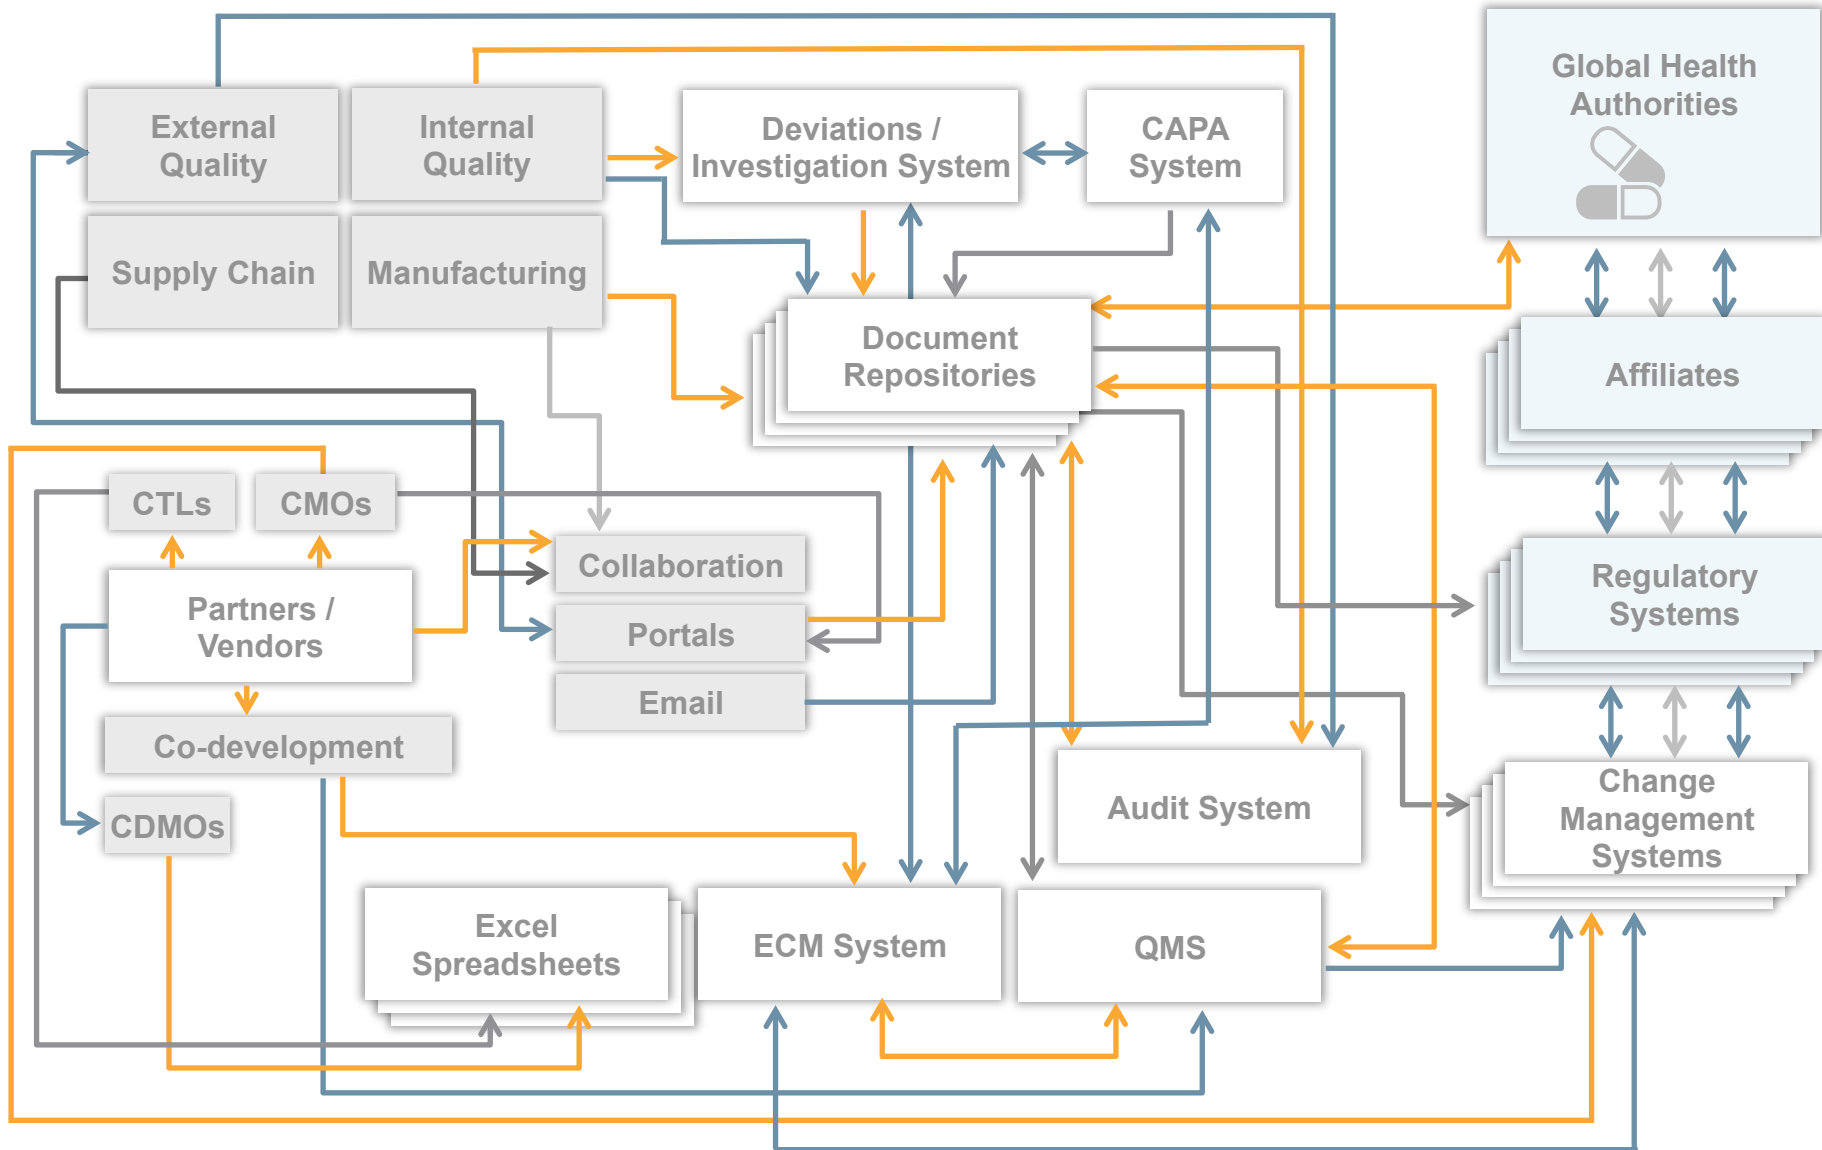 External
Quality
Internal
Quality
Deviations /
Investigation System
CAPA
System
Global Health
Authorities
Supply Chain
Manufacturing
Document
Repositories
Affiliates
CTLs
CMOs
Collaboration
Partners /
Vendors
Portals
Regulatory
Systems
Email
Co-development
CDMOs
Audit System
Change
Management
Systems
Excel
Spreadsheets
ECM System
QMS